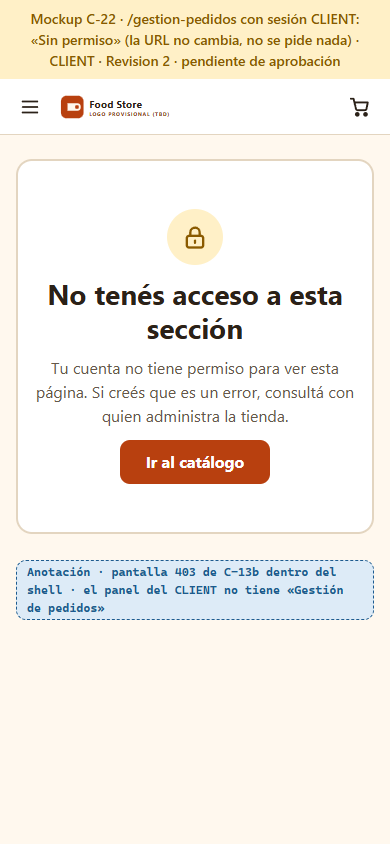 Mockup C-22 · /gestion-pedidos con sesión CLIENT:
«Sin permiso» (la URL no cambia, no se pide nada) ·
CLIENT · Revision 2 · pendiente de aprobación
Food Store
LOGO PROVISIONAL (TBD)
No tenés acceso a esta
sección
Tu cuenta no tiene permiso para ver esta
página. Si creés que es un error, consultá con
quien administra la tienda.
Ir al catálogo
Anotación · pantalla 403 de C-13b dentro del
shell · el panel del CLIENT no tiene «Gestión
de pedidos»